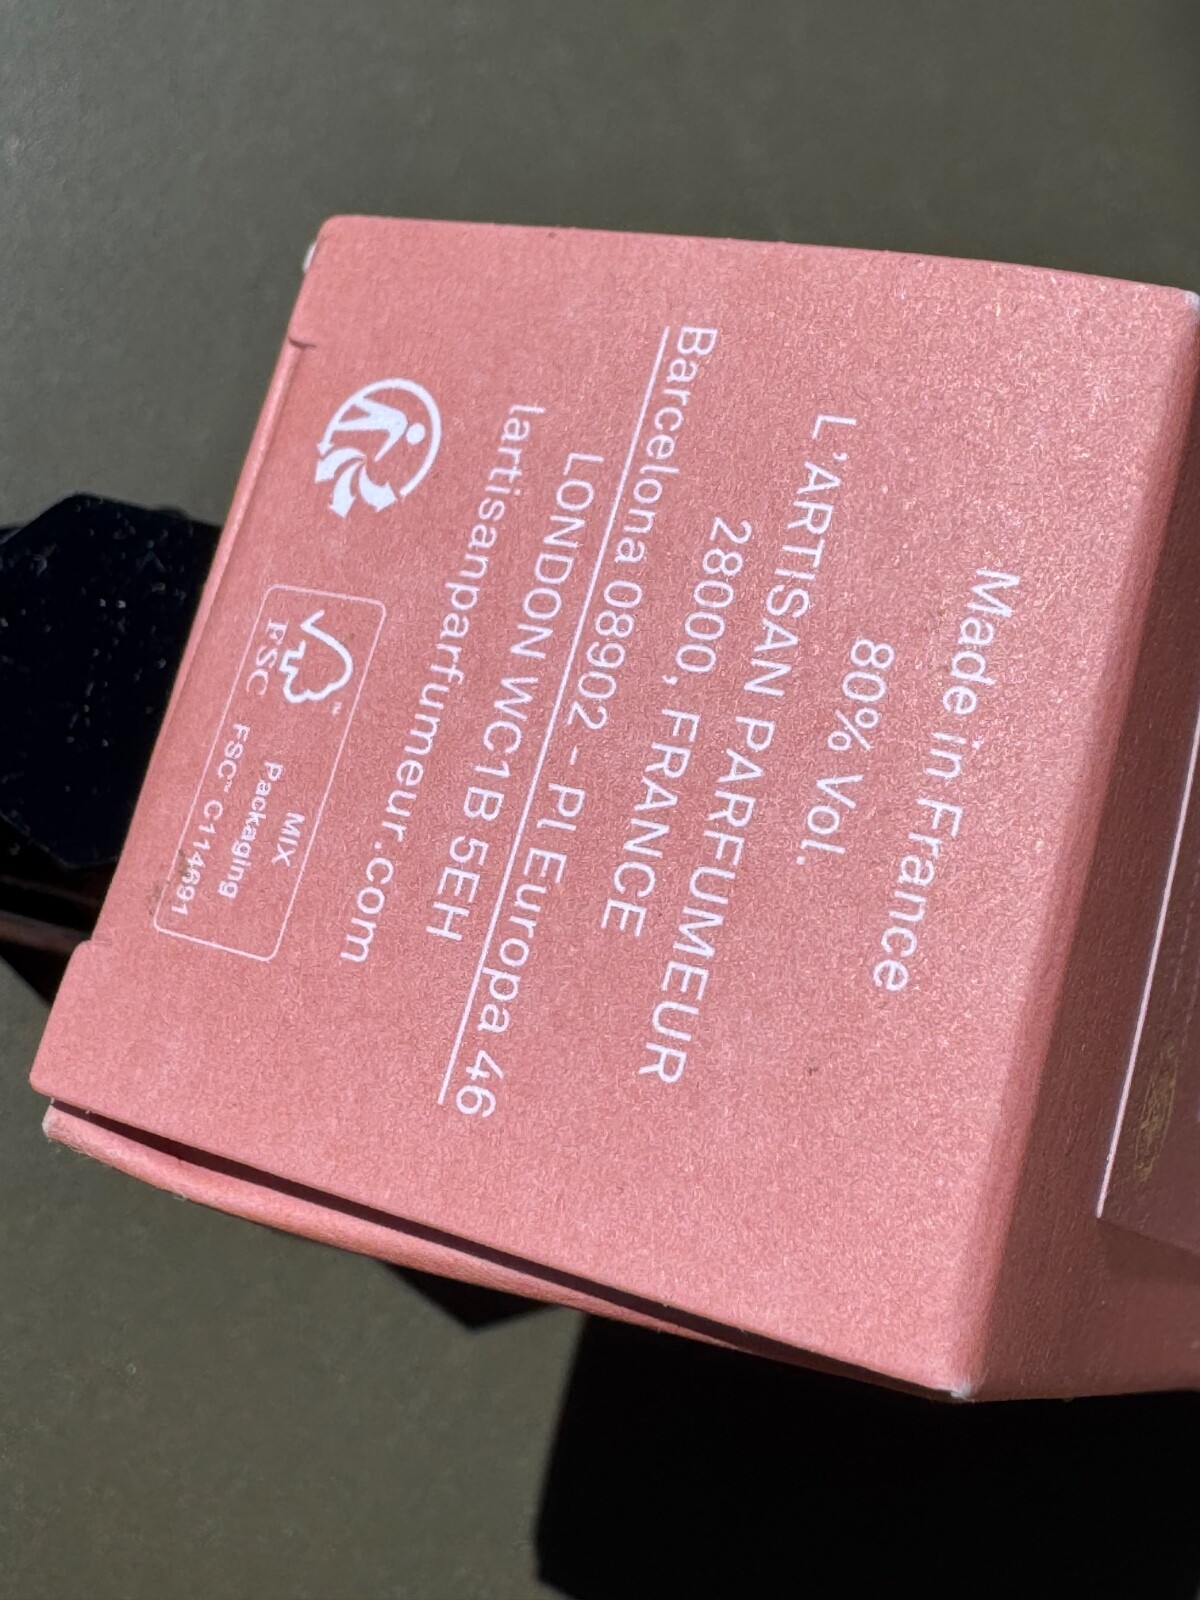 Made in France
80% Vol.
L'ARTISAN PARFUMEUR
28000, FRANCE
Barcelona 08902 - Pl Europa 46
LONDON WC1B 5EH
lartisanparfumeur.com
FSC
MIX
Packaging
FSC™ C114691